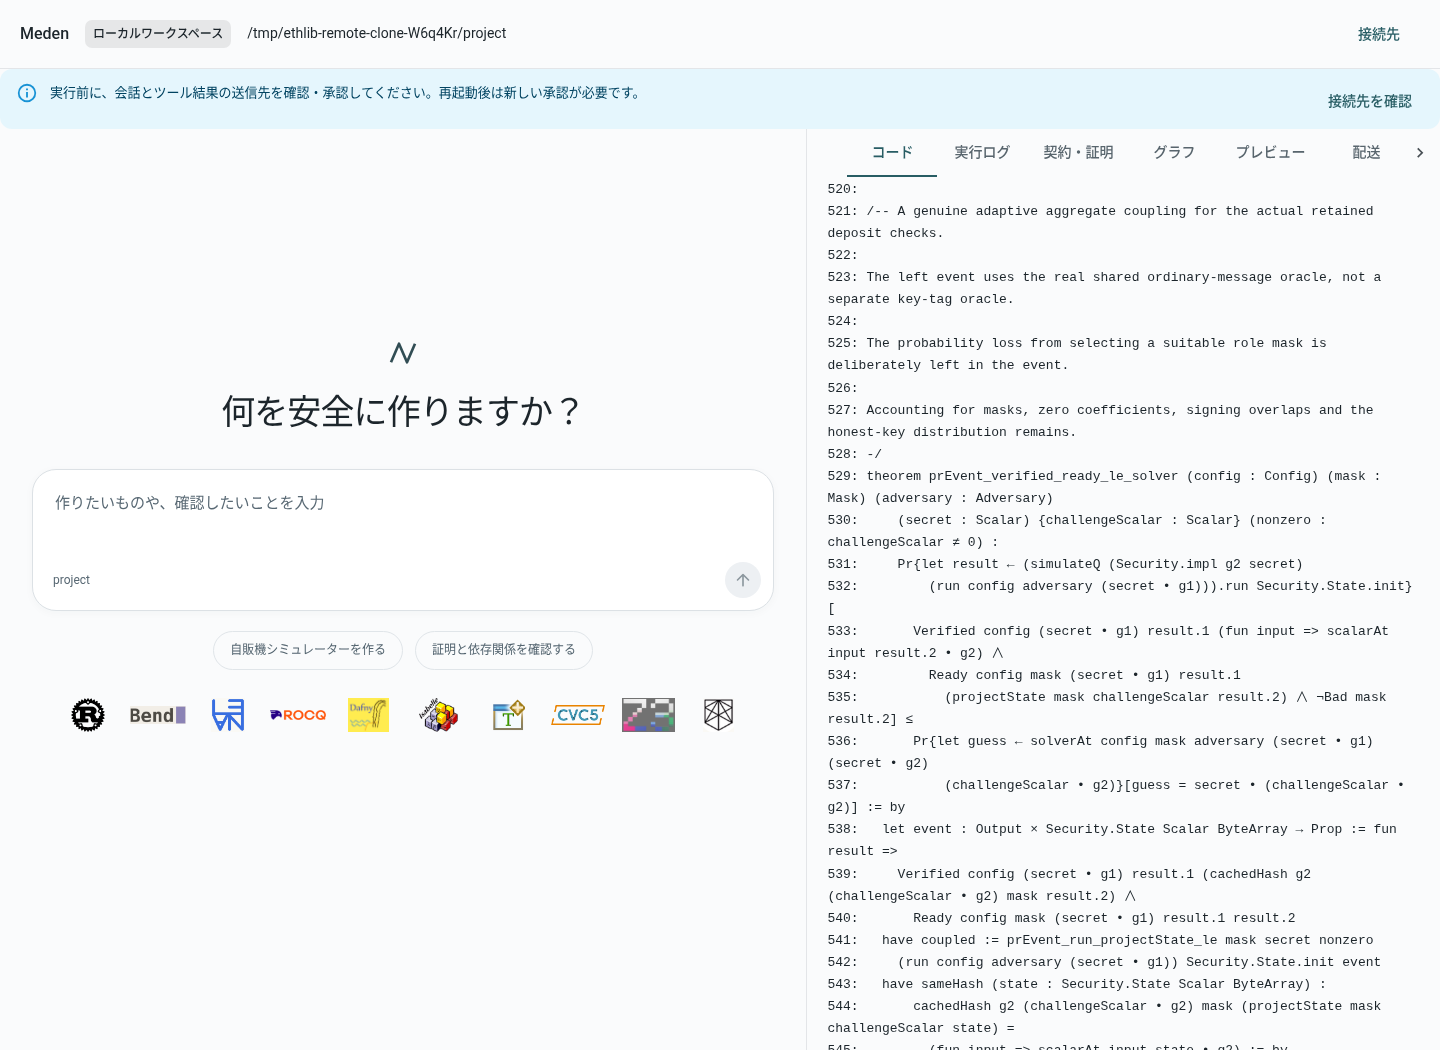 Meden ローカルワークスペース /tmp/ethlib-remote-clone-W6q4Kr/project 接続先
実行前に、会話とツール結果の送信先を確認・承認してください。再起動後は新しい承認が必要です。
接続先を確認
何を安全に作りますか？
作りたいものや、確認したいことを入力
project
自販機シミュレーターを作る 証明と依存関係を確認する
R Bend LEAN ROCQ Dafny Isabelle T CVC5
コード 実行ログ 契約・証明 グラフ プレビュー 配送
520:
521: /-- A genuine adaptive aggregate coupling for the actual retained
deposit checks.
522:
523: The left event uses the real shared ordinary-message oracle, not a
separate key-tag oracle.
524:
525: The probability loss from selecting a suitable role mask is
deliberately left in the event.
526:
527: Accounting for masks, zero coefficients, signing overlaps and the
honest-key distribution remains.
528: -/
529: theorem prEvent_verified_ready_le_solver (config : Config) (mask :
Mask) (adversary : Adversary)
530:     (secret : Scalar) {challengeScalar : Scalar} (nonzero :
challengeScalar ≠ 0) :
531:     Pr{let result ← (simulateQ (Security.impl g2 secret)
532:         (run config adversary (secret • g1))).run Security.State.init}
[
533:       Verified config (secret • g1) result.1 (fun input => scalarAt
input result.2 • g2) ∧
534:         Ready config mask (secret • g1) result.1
535:           (projectState mask challengeScalar result.2) ∧ ¬Bad mask
result.2] ≤
536:       Pr{let guess ← solverAt config mask adversary (secret • g1)
(secret • g2)
537:           (challengeScalar • g2)}[guess = secret • (challengeScalar •
g2)] := by
538:   let event : Output × Security.State Scalar ByteArray → Prop := fun
result =>
539:     Verified config (secret • g1) result.1 (cachedHash g2
(challengeScalar • g2) mask result.2) ∧
540:       Ready config mask (secret • g1) result.1 result.2
541:   have coupled := prEvent_run_projectState_le mask secret nonzero
542:     (run config adversary (secret • g1)) Security.State.init event
543:   have sameHash (state : Security.State Scalar ByteArray) :
544:       cachedHash g2 (challengeScalar • g2) mask (projectState mask
challengeScalar state) =
545:         (fun input => scalarAt input state • g2) := by